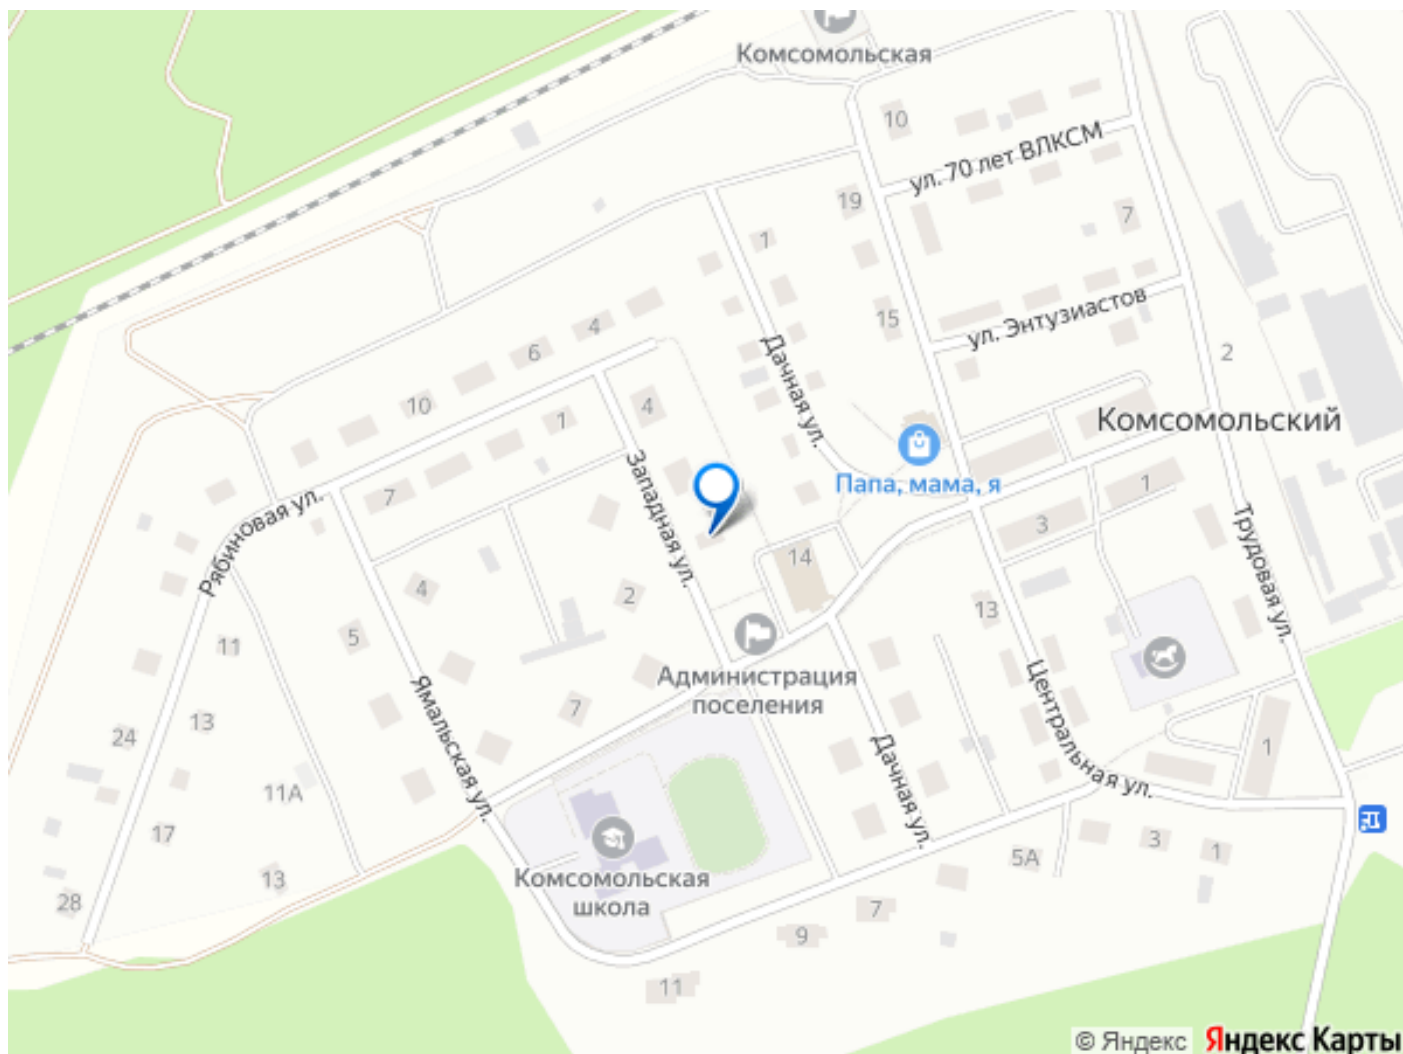 Комсомольская
10
ул. 70 лет ВЛКСМ
19
7
1
ул. Энтузиастов
15
4
6
Дачная ул.
2
10
4
1
Комсомольский
Папа, мама, я
7
Западная ул.
1
3
Рябиновая ул.
Трудовая ул.
14
4
2
13
5
11
Администрация
поселения
Ямальская ул.
7
Центральная ул.
13
24
Дачная ул.
1
11А
17
3
1
5А
Комсомольская
школа
13
28
7
9
11
© Яндекс Яндекс Карты